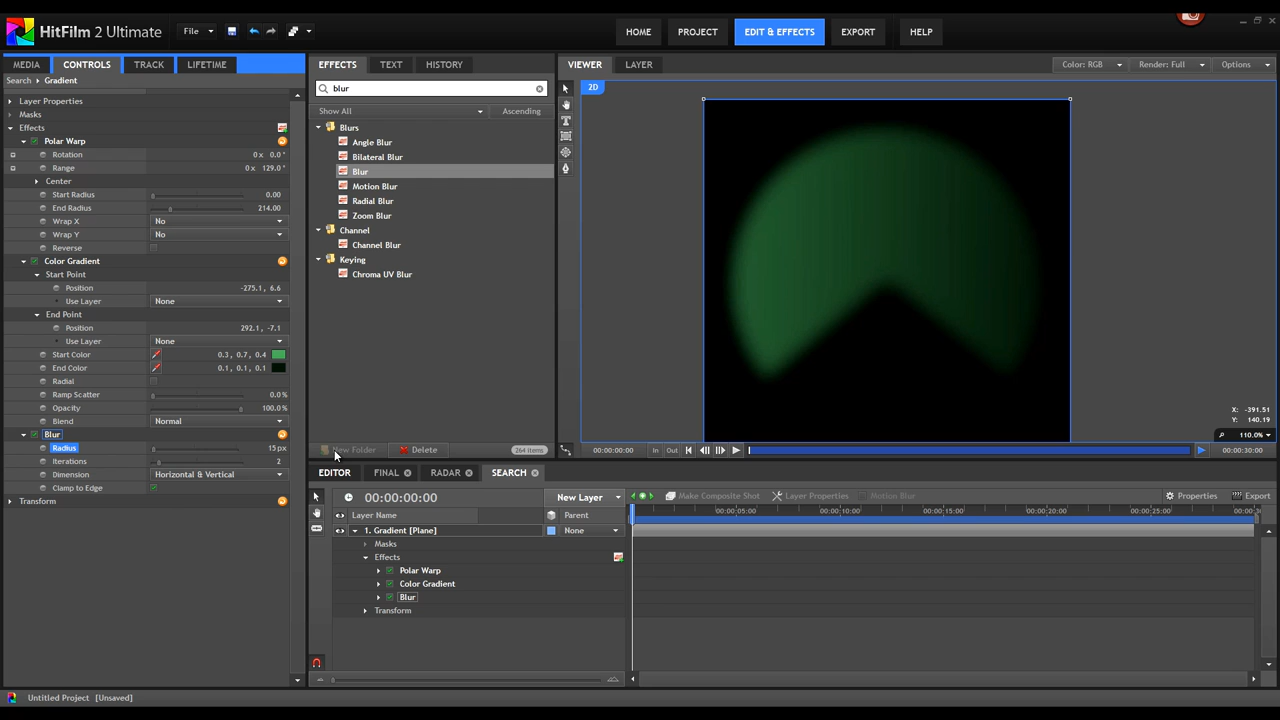 HitFilm 2 Ultimate
File
HOME
PROJECT
EDIT & EFFECTS
EXPORT
HELP
MEDIA
CONTROLS
TRACK
LIFETIME
Search
Gradient
Layer Properties
Masks
Effects
Polar Warp
Rotation 0 x 0.0 °
Range 0 x 129.0 °
Center
Start Radius 0.00
End Radius 214.00
Wrap X No
Wrap Y No
Reverse
Color Gradient
Start Point
Position -275.1, 6.6
Use Layer None
End Point
Position 292.1, -7.1
Use Layer None
Start Color 0.3, 0.7, 0.4
End Color 0.1, 0.1, 0.1
Radial
Ramp Scatter 0.0 %
Opacity 100.0 %
Blend Normal
Blur
Radius 15 px
Iterations 2
Dimension Horizontal & Vertical
Clamp to Edge
Transform
EFFECTS
TEXT
HISTORY
blur
Show All
Ascending
Blurs
Angle Blur
Bilateral Blur
Blur
Motion Blur
Radial Blur
Zoom Blur
Channel
Channel Blur
Keying
Chroma UV Blur
New Folder
Delete
264 items
VIEWER
LAYER
Color: RGB
Render: Full
Options
2D
X: -391.51
Y: 140.19
110.0%
00:00:00:00
In
Out
00:00:30:00
EDITOR
FINAL
RADAR
SEARCH
00:00:00:00
New Layer
Make Composite Shot
Layer Properties
Motion Blur
Properties
Export
Layer Name
Parent
00:00:05:00
00:00:10:00
00:00:15:00
00:00:20:00
00:00:25:00
1. Gradient [Plane]
None
Masks
Effects
Polar Warp
Color Gradient
Blur
Transform
Untitled Project [Unsaved]